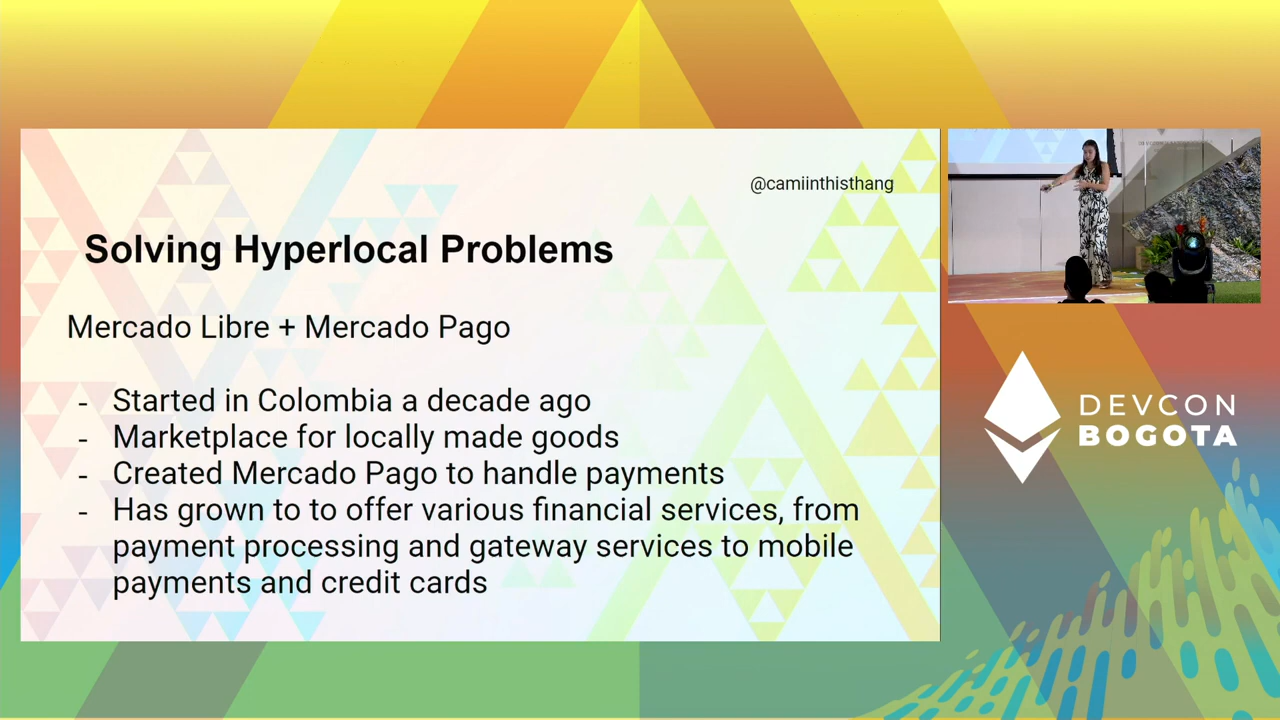 @camiinthisthang
Solving Hyperlocal Problems
Mercado Libre + Mercado Pago
- Started in Colombia a decade ago
- Marketplace for locally made goods
- Created Mercado Pago to handle payments
- Has grown to to offer various financial services, from
payment processing and gateway services to mobile
payments and credit cards
DEVCON
BOGOTA